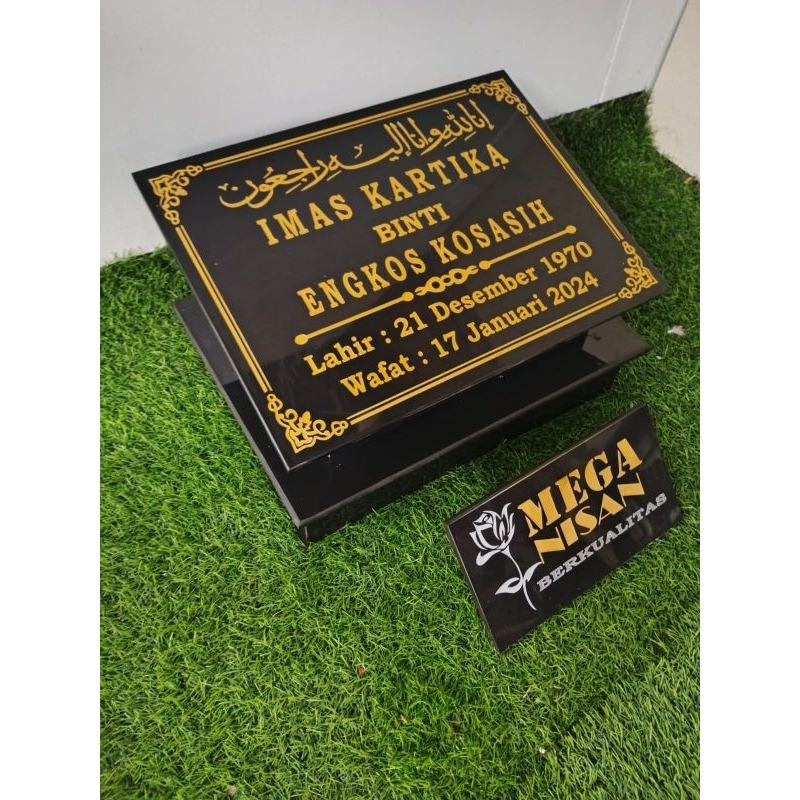 انا لله وانا اليه راجعون
IMAS KARTIKA
BINTI
ENGKOS KOSASIH
Lahir : 21 Desember 1970
Wafat : 17 Januari 2024
MEGA
NISAN
BERKUALITAS